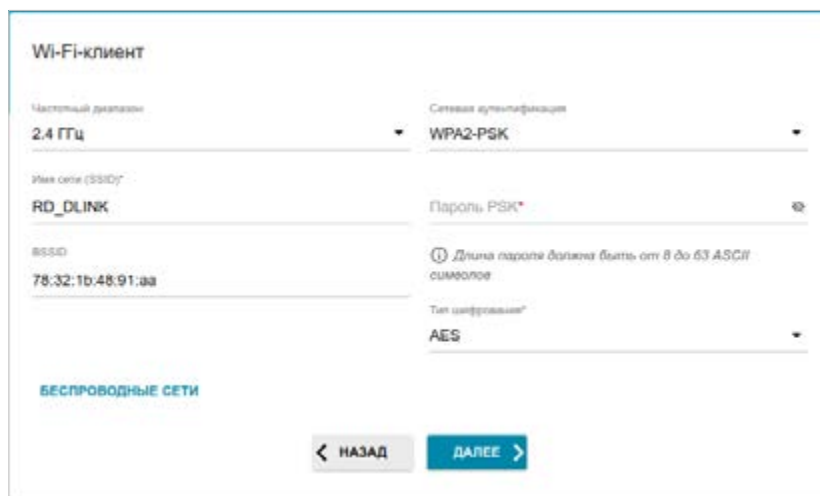 Wi-Fi-клиент
Частотный диапазон
2.4 ГГц
Имя сети (SSID)*
RD_DLINK
BSSID
78:32:1b:48:91:aa
БЕСПРОВОДНЫЕ СЕТИ
Сетевая аутентификация
WPA2-PSK
Пароль PSK*
Длина пароля должна быть от 8 до 63 ASCII
символов
Тип шифрования*
AES
НАЗАД
ДАЛЕЕ